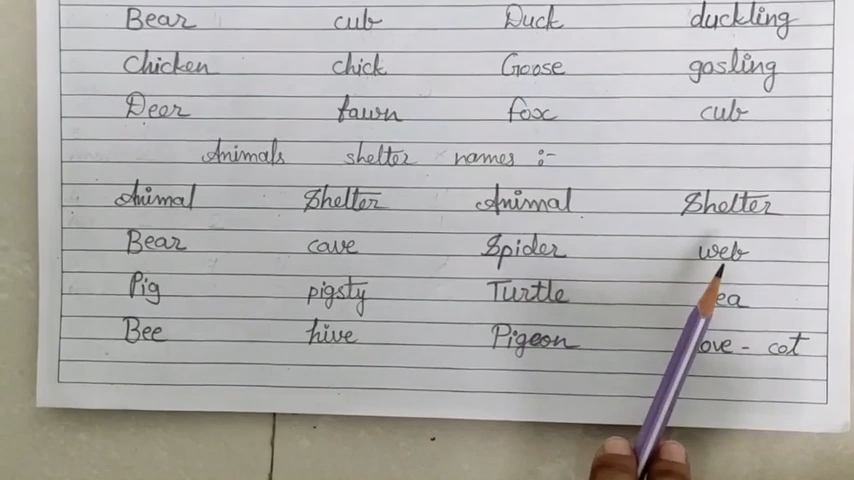 Bear cub Duck duckling
Chicken chick Goose gosling
Deer fawn fox cub
Animals shelter names :-
Animal Shelter Animal Shelter
Bear cave Spider web
Pig pigsty Turtle
Bee hive Pigeon cot